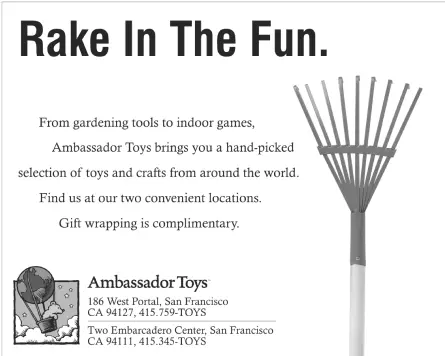 Rake In The Fun.
From gardening tools to indoor games,
Ambassador Toys brings you a hand-picked
selection of toys and crafts from around the world.
Find us at our two convenient locations.
Gift wrapping is complimentary.
Ambassador Toys
186 West Portal, San Francisco
CA 94127, 415.759-TOYS
Two Embarcadero Center, San Francisco
CA 94111, 415.345-TOYS